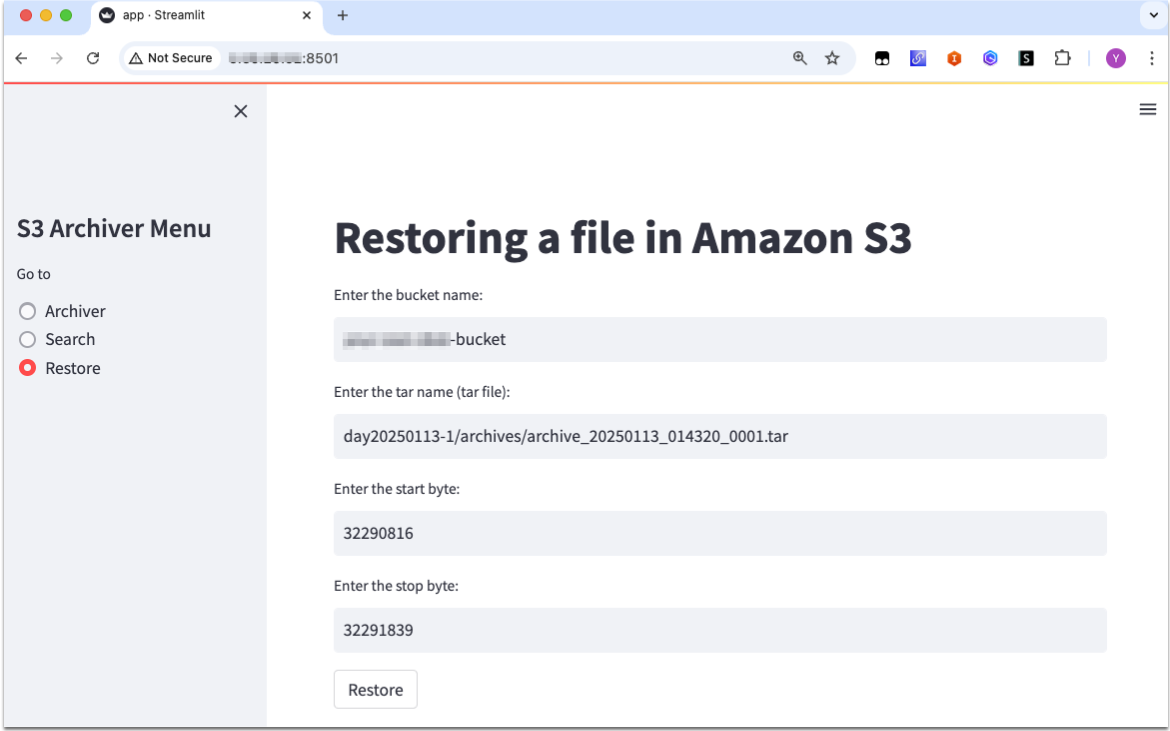 app · Streamlit
Not Secure
:8501
S
Y
S3 Archiver Menu
Go to
Archiver
Search
Restore
Restoring a file in Amazon S3
Enter the bucket name:
-bucket
Enter the tar name (tar file):
day20250113-1/archives/archive_20250113_014320_0001.tar
Enter the start byte:
32290816
Enter the stop byte:
32291839
Restore